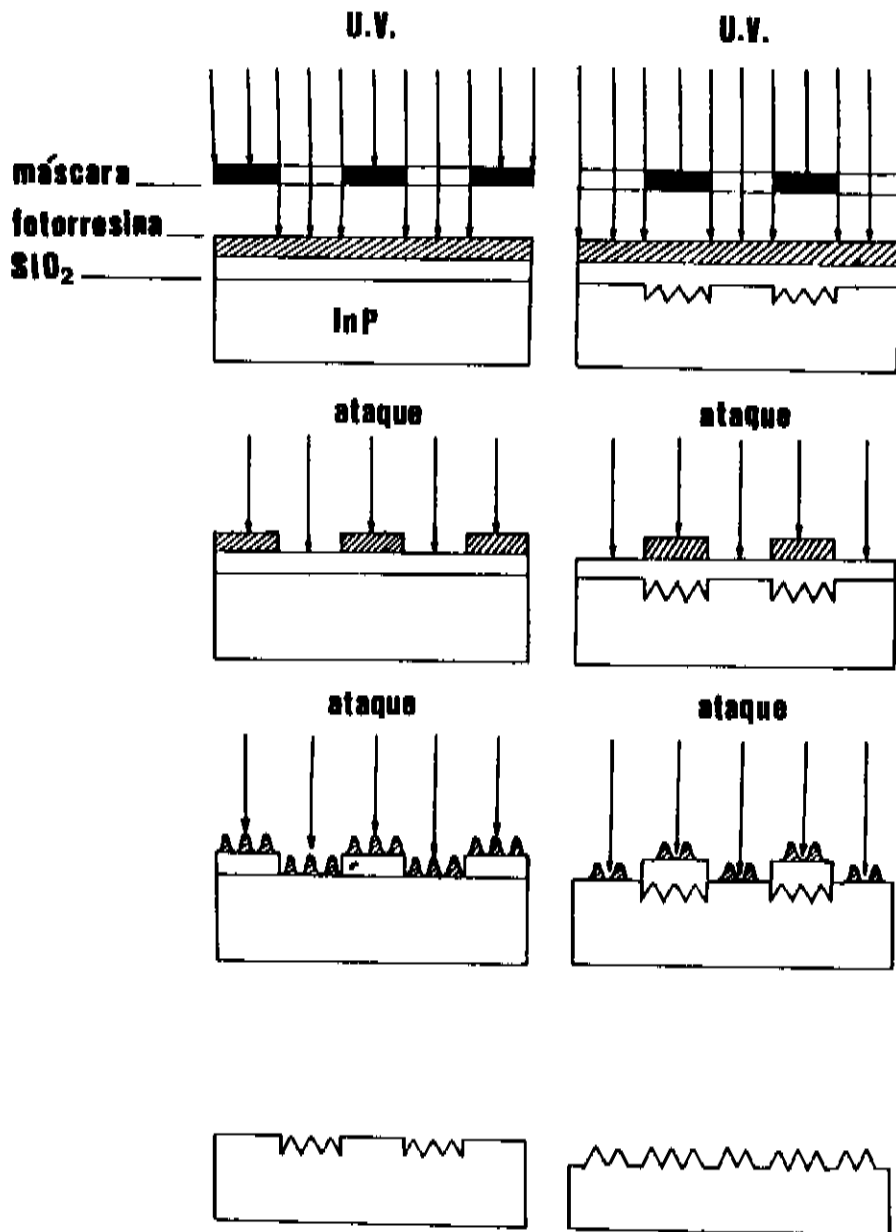 U.V.
U.V.
máscara
fotorresina
SiO₂
InP
ataque
ataque
ataque
ataque